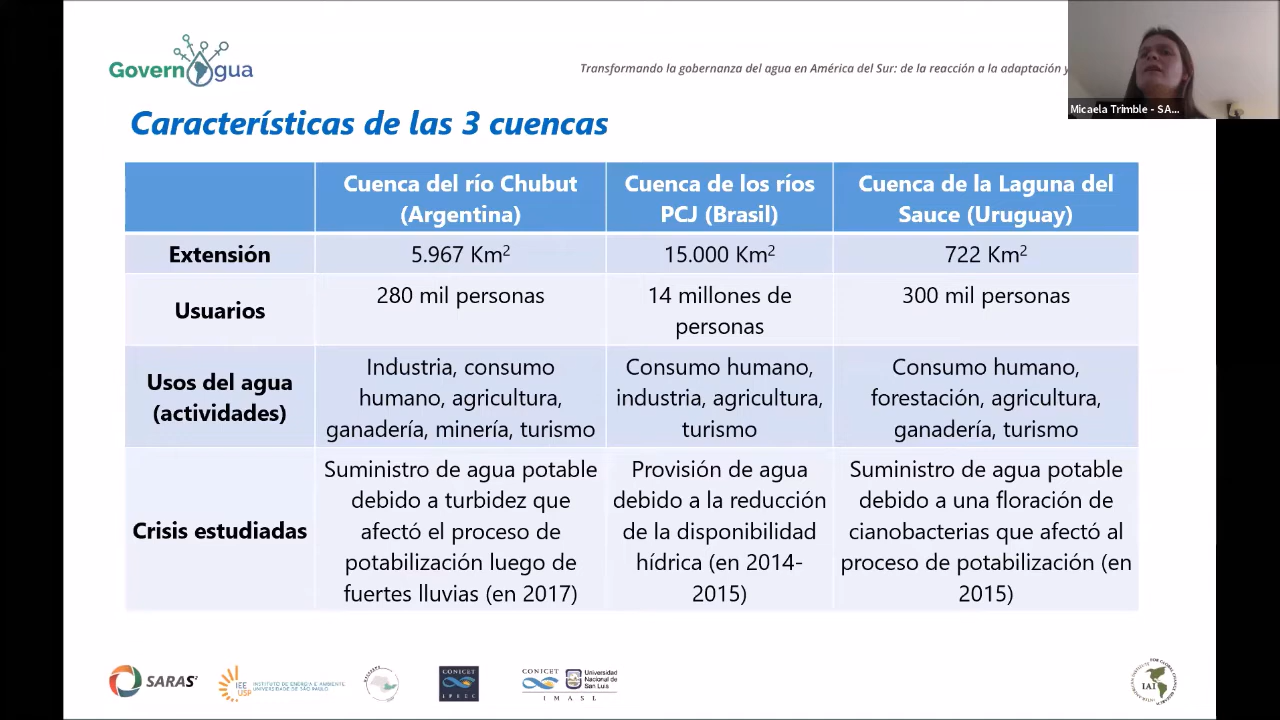 GovernAgua
Transformando la gobernanza del agua en América del Sur: de la reacción a la adaptación y
Micaela Trimble - SA...
Características de las 3 cuencas
Cuenca del río Chubut
(Argentina)
Cuenca de los ríos
PCJ (Brasil)
Cuenca de la Laguna del
Sauce (Uruguay)
Extensión
5.967 Km²
15.000 Km²
722 Km²
Usuarios
280 mil personas
14 millones de
personas
300 mil personas
Usos del agua
(actividades)
Industria, consumo
humano, agricultura,
ganadería, minería, turismo
Consumo humano,
industria, agricultura,
turismo
Consumo humano,
forestación, agricultura,
ganadería, turismo
Crisis estudiadas
Suministro de agua potable
debido a turbidez que
afectó el proceso de
potabilización luego de
fuertes lluvias (en 2017)
Provisión de agua
debido a la reducción
de la disponibilidad
hídrica (en 2014-
2015)
Suministro de agua potable
debido a una floración de
cianobacterias que afectó al
proceso de potabilización (en
2015)
SARAS²
IEE
USP
INSTITUTO DE ENERGIA E AMBIENTE
UNIVERSIDADE DE SÃO PAULO
CONICET
CONICET
Universidad
Nacional de
San Luis
I M A S L
IAI